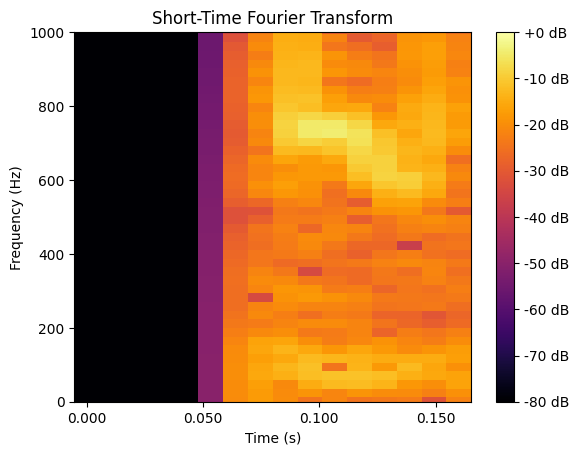 Short-Time Fourier Transform
1000
800
600
400
200
0
Frequency (Hz)
0.000
0.050
0.100
0.150
Time (s)
+0 dB
-10 dB
-20 dB
-30 dB
-40 dB
-50 dB
-60 dB
-70 dB
-80 dB